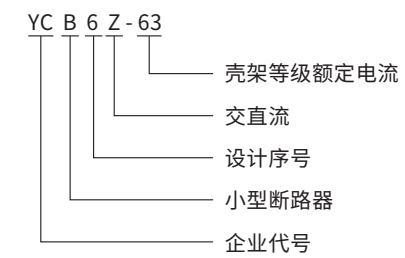 YC B 6 Z - 63
壳架等级额定电流
交直流
设计序号
小型断路器
企业代号